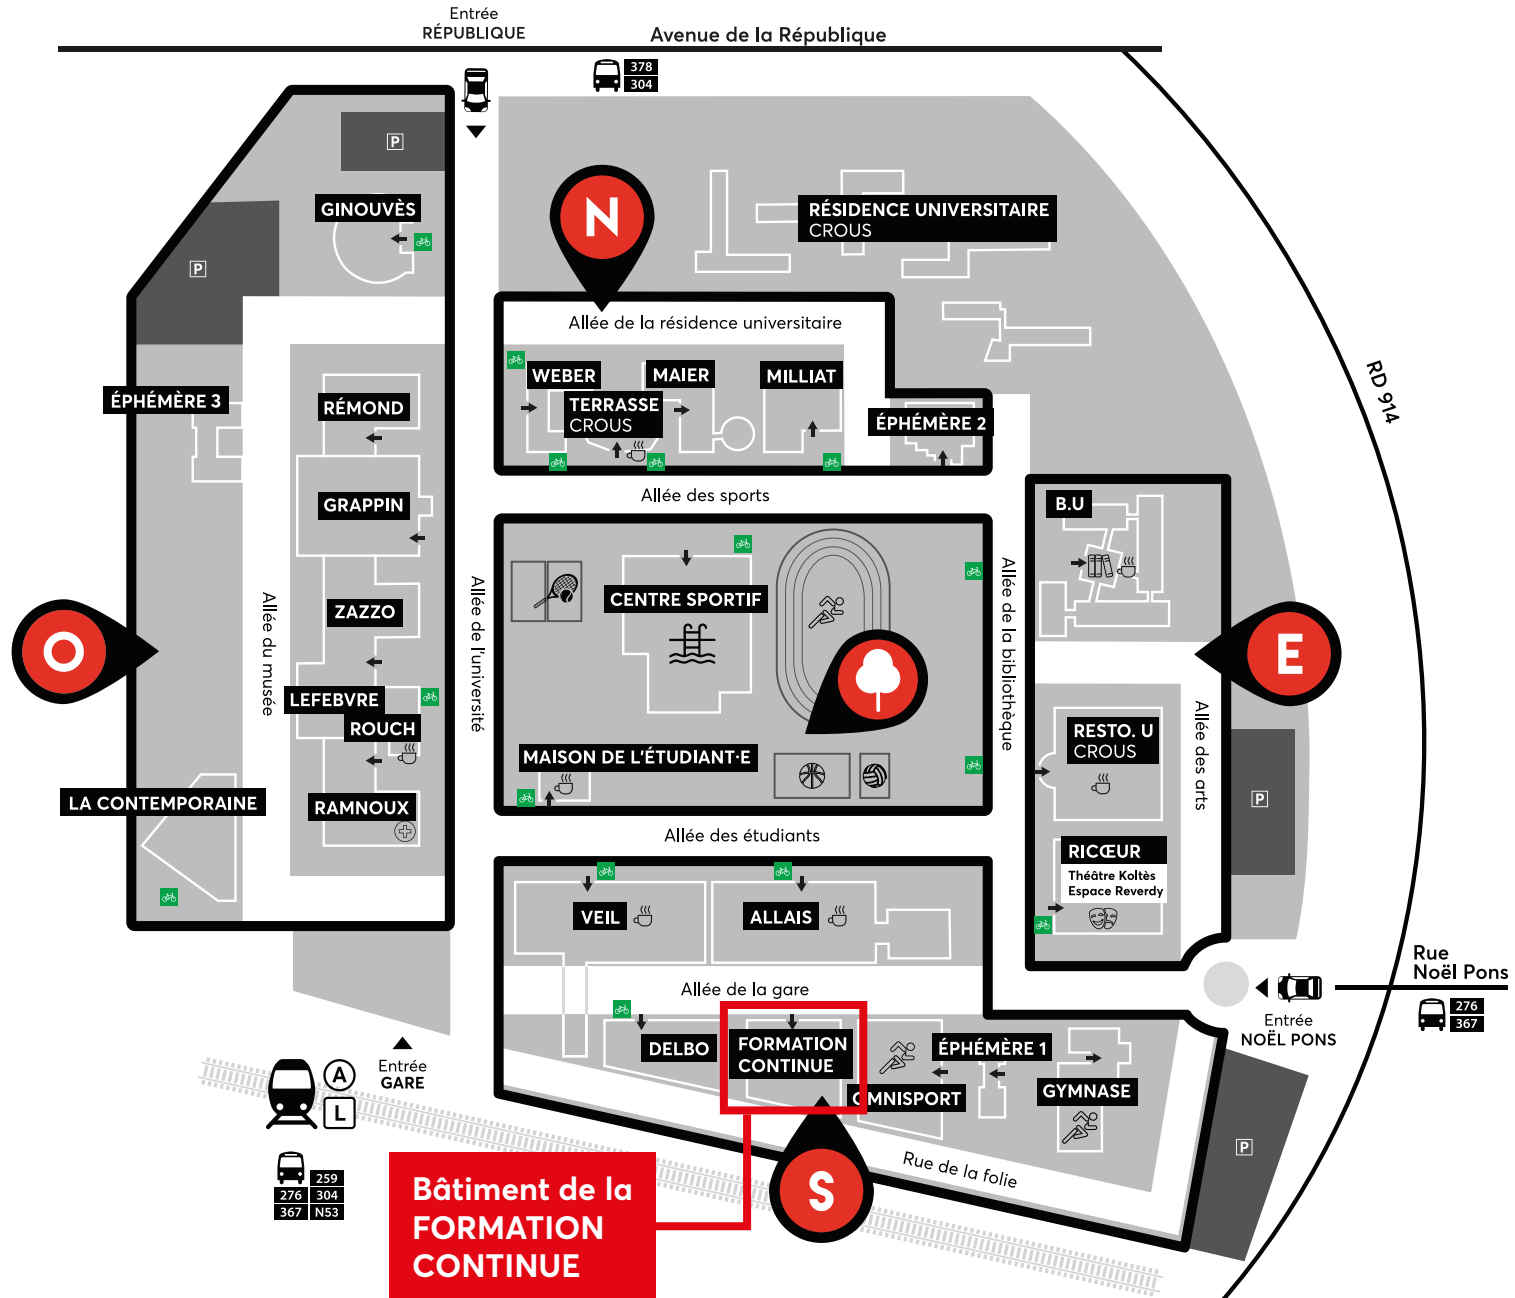 Entrée
RÉPUBLIQUE
Avenue de la République
378
304
P
GINOUVÈS
P
N
RÉSIDENCE UNIVERSITAIRE
CROUS
Allée de la résidence universitaire
WEBER
MAIER
MILLIAT
TERRASSE
CROUS
ÉPHÉMÈRE 2
ÉPHÉMÈRE 3
RÉMOND
RD 914
GRAPPIN
Allée des sports
B.U
Allée du musée
Allée de l'université
Allée de la bibliothèque
CENTRE SPORTIF
ZAZZO
O
E
LEFEBVRE
ROUCH
RESTO. U
CROUS
Allée des arts
MAISON DE L'ÉTUDIANT·E
LA CONTEMPORAINE
RAMNOUX
P
Allée des étudiants
RICŒUR
Théâtre Koltès
Espace Reverdy
VEIL
ALLAIS
Rue
Noël Pons
276
367
Allée de la gare
Entrée
NOËL PONS
DELBO
FORMATION
CONTINUE
ÉPHÉMÈRE 1
OMNISPORT
GYMNASE
Entrée
GARE
A
L
P
Rue de la folie
259
276 304
367 N53
S
Bâtiment de la
FORMATION
CONTINUE